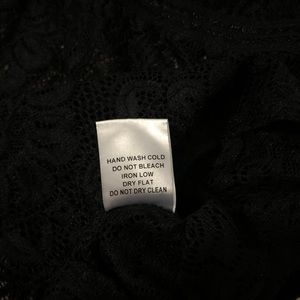 HAND WASH COLD
DO NOT BLEACH
IRON LOW
DRY FLAT
DO NOT DRY CLEAN